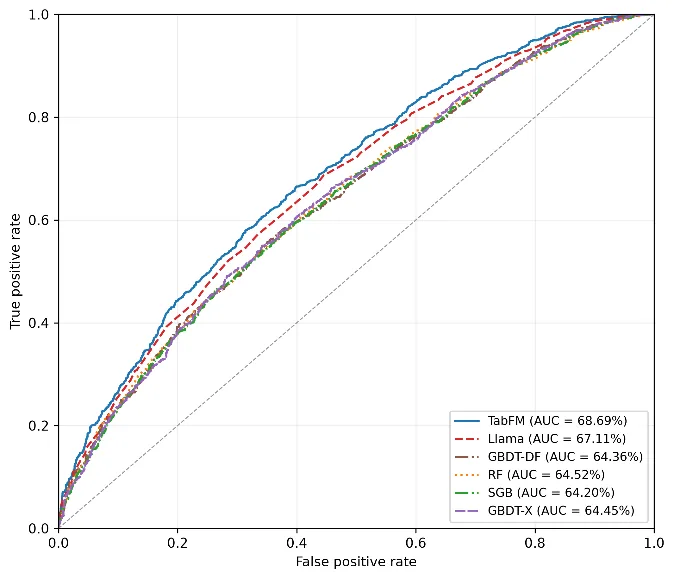 1.0
0.8
0.6
0.4
0.2
0.0
True positive rate
TabFM (AUC = 68.69%)
Llama (AUC = 67.11%)
GBDT-DF (AUC = 64.36%)
RF (AUC = 64.52%)
SGB (AUC = 64.20%)
GBDT-X (AUC = 64.45%)
0.0 0.2 0.4 0.6 0.8 1.0
False positive rate